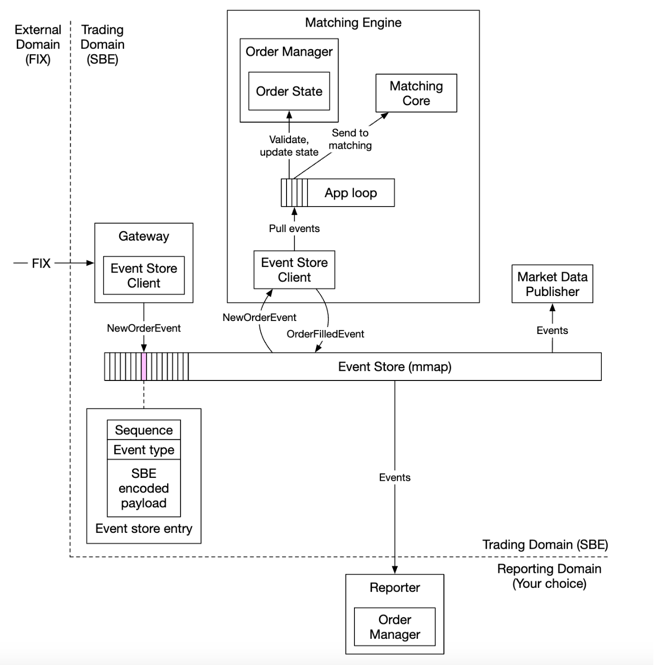 External
Domain
(FIX)
Trading
Domain
(SBE)
Matching Engine
Order Manager
Order State
Matching
Core
Validate,
update state
Send to
matching
App loop
Pull events
Gateway
Event Store
Client
FIX
Event Store
Client
Market Data
Publisher
NewOrderEvent
NewOrderEvent
OrderFilledEvent
Events
Event Store (mmap)
Sequence
Event type
SBE
encoded
payload
Event store entry
Events
Trading Domain (SBE)
Reporting Domain
(Your choice)
Reporter
Order
Manager